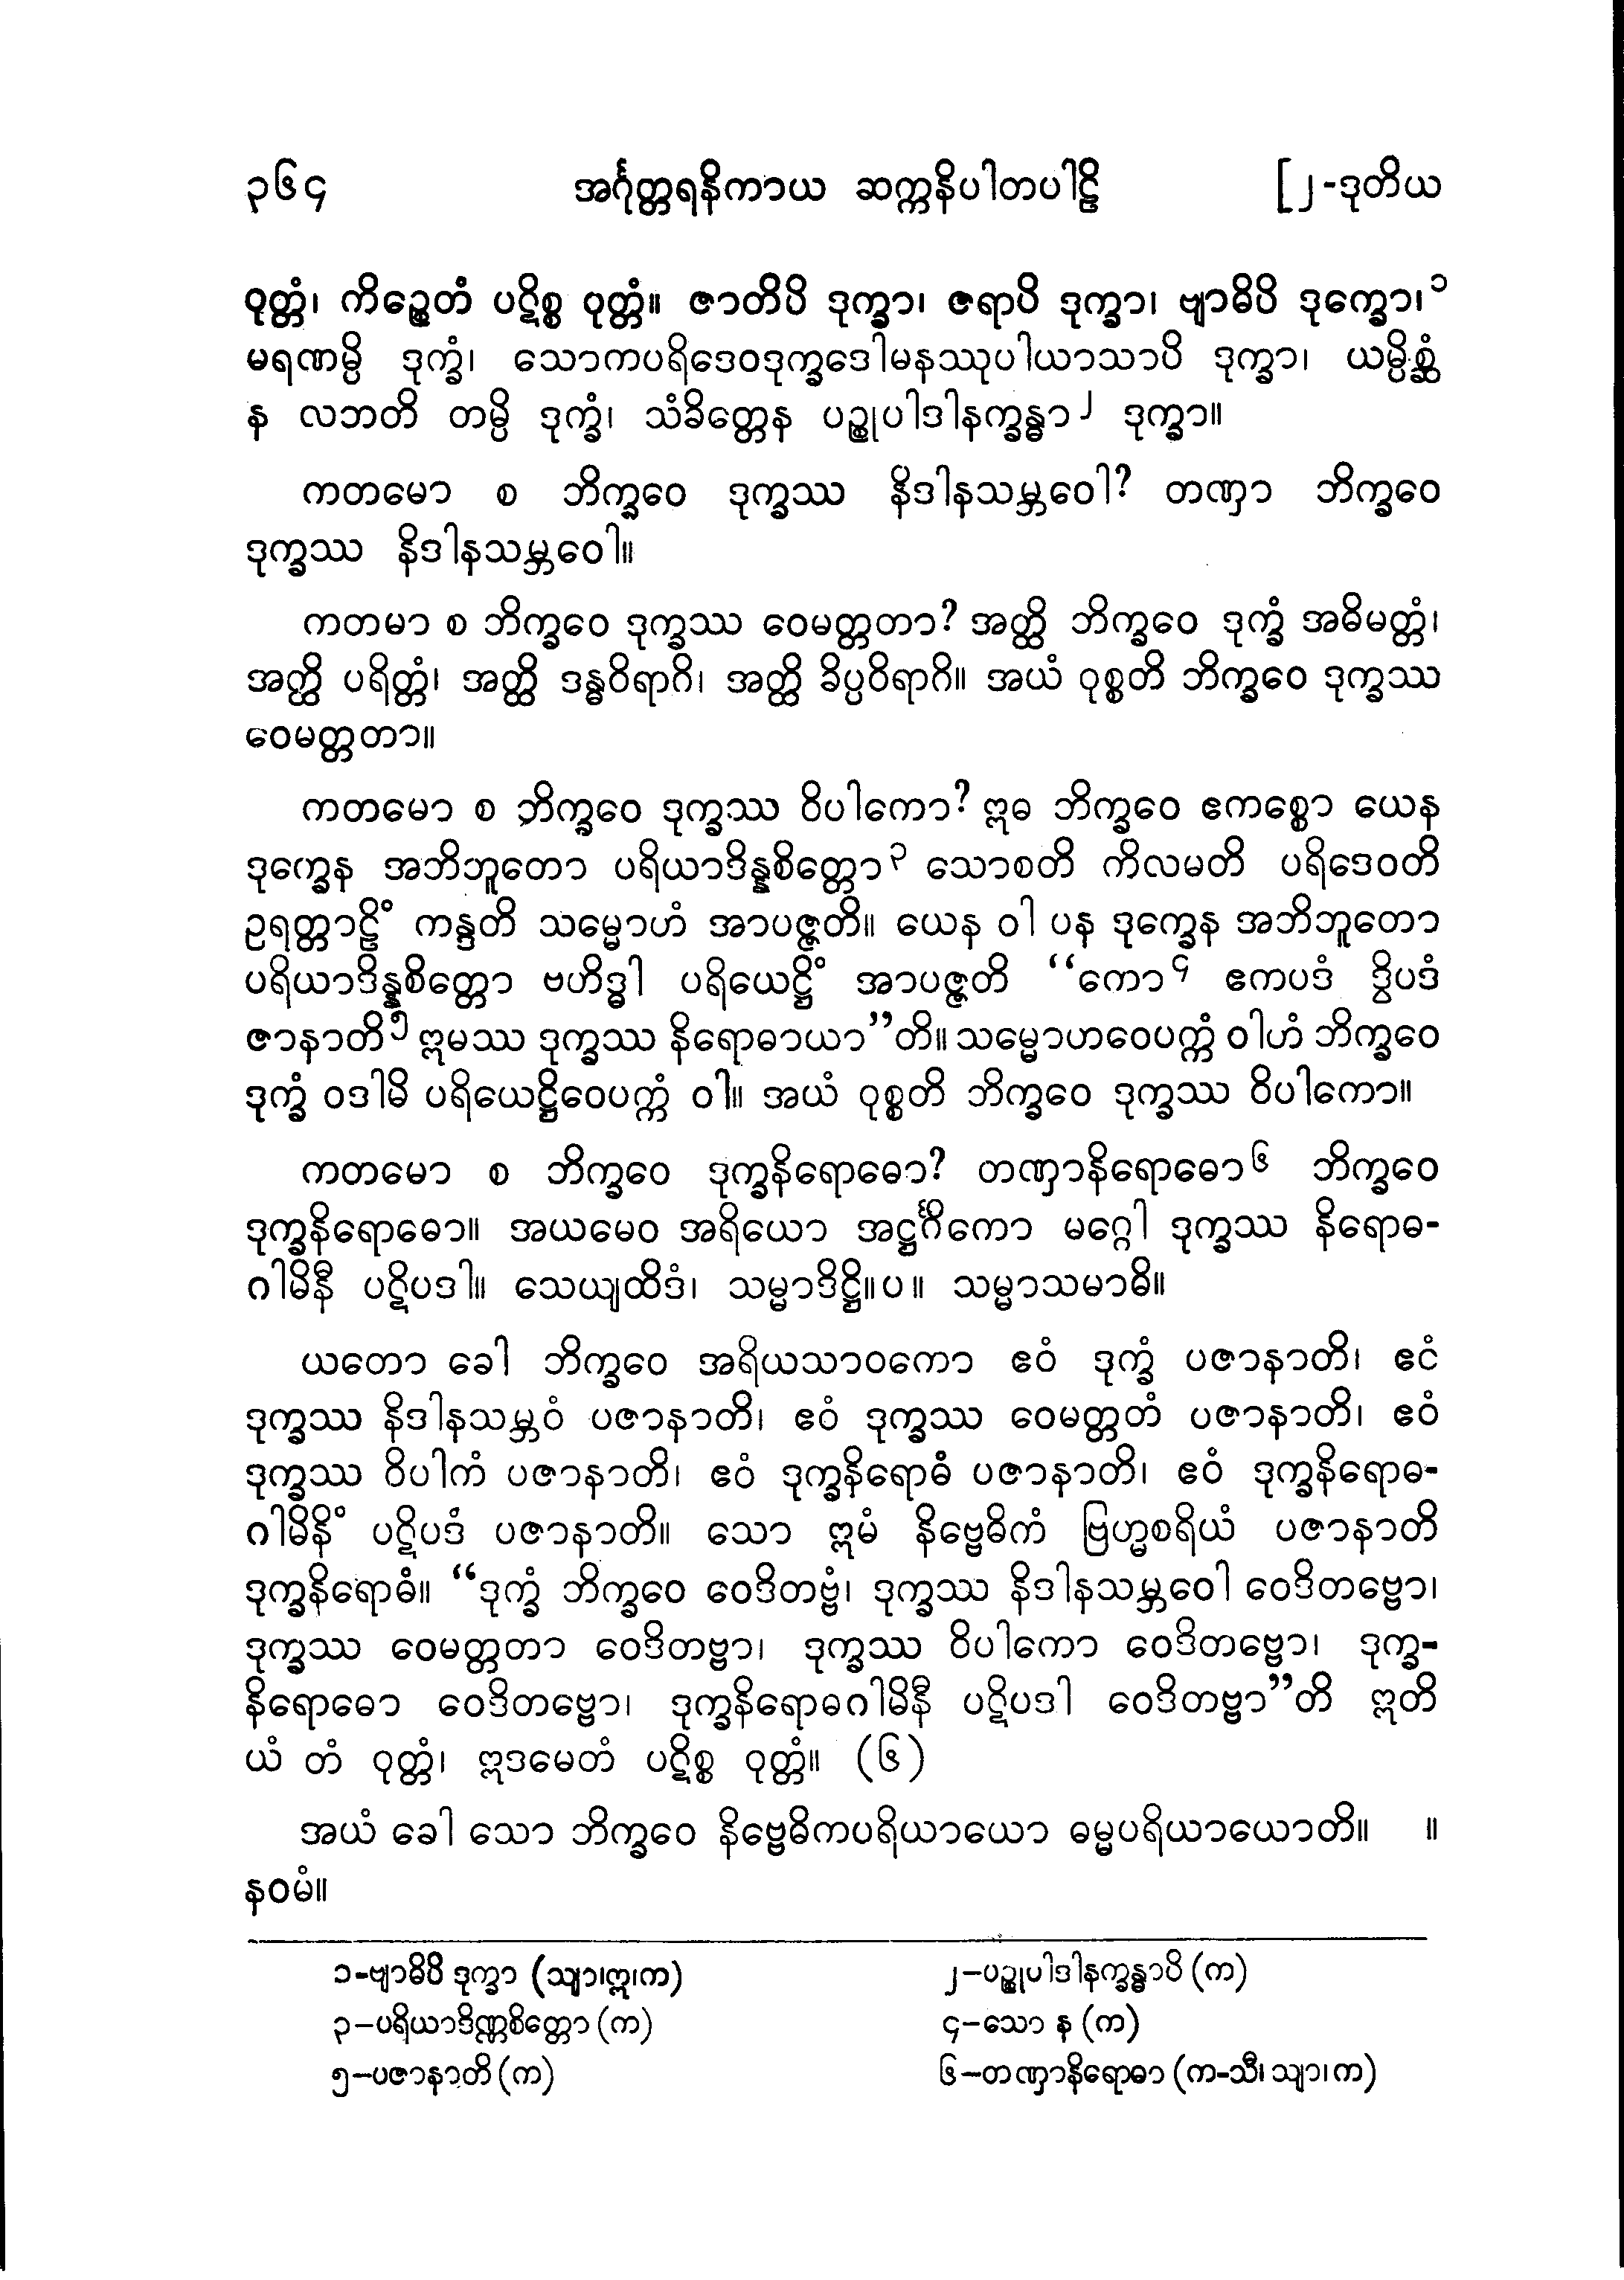 ၃၆၄ အင်္ဂုတ္တရနိကာယ ဆက္ကနိပါတပါဠိ [၂-ဒုတိယ
ဝုတ္တံ၊ ကိဉ္စေတံ ပဋိစ္စ ဝုတ္တံ။ ဇာတိပိ ဒုက္ခာ၊ ဇရာပိ ဒုက္ခာ၊ ဗျာဓိပိ ဒုက္ခော၊၁
မရဏမ္ပိ ဒုက္ခံ၊ သောကပရိဒေဝဒုက္ခဒေါမနဿုပါယာသာပိ ဒုက္ခာ၊ ယမ္ပိစ္ဆံ
န လဘတိ တမ္ပိ ဒုက္ခံ၊ သံခိတ္တေန ပဉ္စုပါဒါနက္ခန္ဓာ၂ ဒုက္ခာ။
ကတမော စ ဘိက္ခဝေ ဒုက္ခဿ နိဒါနသမ္ဘဝေါ? တဏှာ ဘိက္ခဝေ
ဒုက္ခဿ နိဒါနသမ္ဘဝေါ။
ကတမာ စ ဘိက္ခဝေ ဒုက္ခဿ ဝေမတ္တတာ? အတ္ထိ ဘိက္ခဝေ ဒုက္ခံ အဓိမတ္တံ၊
အတ္ထိ ပရိတ္တံ၊ အတ္ထိ ဒန္ဓဝိရာဂိ၊ အတ္ထိ ခိပ္ပဝိရာဂိ။ အယံ ဝုစ္စတိ ဘိက္ခဝေ ဒုက္ခဿ
ဝေမတ္တတာ။
ကတမော စ ဘိက္ခဝေ ဒုက္ခဿ ဝိပါကော? ဣဓ ဘိက္ခဝေ ဧကစ္စော ယေန
ဒုက္ခေန အဘိဘူတော ပရိယာဒိန္နစိတ္တော၃ သောစတိ ကိလမတိ ပရိဒေဝတိ
ဥရတ္တာဠိံ ကန္ဒတိ သမ္မောဟံ အာပဇ္ဇတိ။ ယေန ဝါ ပန ဒုက္ခေန အဘိဘူတော
ပရိယာဒိန္နစိတ္တော ဗဟိဒ္ဓါ ပရိယေဋ္ဌိံ အာပဇ္ဇတိ “ကော၄ ဧကပဒံ ဒွိပဒံ
ဇာနာတိ၅ ဣမဿ ဒုက္ခဿ နိရောဓာယာ”တိ။ သမ္မောဟဝေပက္ကံ ဝါဟံ ဘိက္ခဝေ
ဒုက္ခံ ဝဒါမိ ပရိယေဋ္ဌိဝေပက္ကံ ဝါ။ အယံ ဝုစ္စတိ ဘိက္ခဝေ ဒုက္ခဿ ဝိပါကော။
ကတမော စ ဘိက္ခဝေ ဒုက္ခနိရောဓော? တဏှာနိရောဓော၆ ဘိက္ခဝေ
ဒုက္ခနိရောဓော။ အယမေဝ အရိယော အဋ္ဌင်္ဂိကော မဂ္ဂေါ ဒုက္ခဿ နိရောဓ-
ဂါမိနီ ပဋိပဒါ။ သေယျထိဒံ၊ သမ္မာဒိဋ္ဌိ။ပ။ သမ္မာသမာဓိ။
ယတော ခေါ ဘိက္ခဝေ အရိယသာဝကော ဧဝံ ဒုက္ခံ ပဇာနာတိ၊ ဧငံ
ဒုက္ခဿ နိဒါနသမ္ဘဝံ ပဇာနာတိ၊ ဧဝံ ဒုက္ခဿ ဝေမတ္တတံ ပဇာနာတိ၊ ဧဝံ
ဒုက္ခဿ ဝိပါကံ ပဇာနာတိ၊ ဧဝံ ဒုက္ခနိရောဓံ ပဇာနာတိ၊ ဧဝံ ဒုက္ခနိရောဓ-
ဂါမိနိံ ပဋိပဒံ ပဇာနာတိ။ သော ဣမံ နိဗ္ဗေဓိကံ ဗြဟ္မစရိယံ ပဇာနာတိ
ဒုက္ခနိရောဓံ။ “ဒုက္ခံ ဘိက္ခဝေ ဝေဒိတဗ္ဗံ၊ ဒုက္ခဿ နိဒါနသမ္ဘဝေါ ဝေဒိတဗ္ဗော၊
ဒုက္ခဿ ဝေမတ္တတာ ဝေဒိတဗ္ဗာ၊ ဒုက္ခဿ ဝိပါကော ဝေဒိတဗ္ဗော၊ ဒုက္ခ-
နိရောဓော ဝေဒိတဗ္ဗော၊ ဒုက္ခနိရောဓဂါမိနီ ပဋိပဒါ ဝေဒိတဗ္ဗာ”တိ ဣတိ
ယံ တံ ဝုတ္တံ၊ ဣဒမေတံ ပဋိစ္စ ဝုတ္တံ။ (၆)
အယံ ခေါ သော ဘိက္ခဝေ နိဗ္ဗေဓိကပရိယာယော ဓမ္မပရိယာယောတိ။ ။
နဝမံ။
၁-ဗျာဓိပိ ဒုက္ခာ (သျာ၊ဣ၊က) ၂-ပဉ္စုပါဒါနက္ခန္ဓာပိ (က)
၃-ပရိယာဒိဏ္ဏစိတ္တော (က) ၄-သော န (က)
၅-ပဇာနာတိ (က) ၆-တဏှာနိရောဓာ (က-သီ၊ သျာ၊ က)